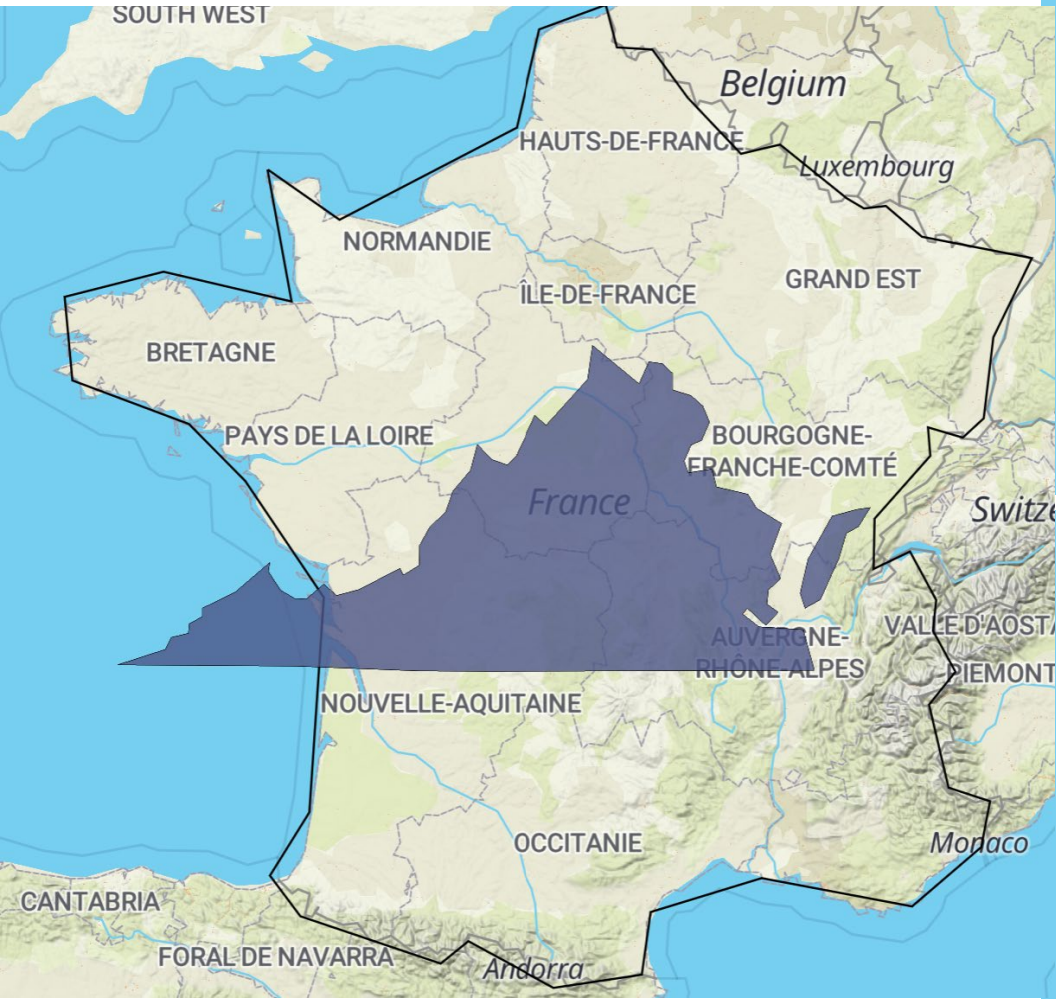 SOUTH WEST
Belgium
HAUTS-DE-FRANCE
Luxembourg
NORMANDIE
GRAND EST
ÎLE-DE-FRANCE
BRETAGNE
PAYS DE LA LOIRE
BOURGOGNE-
FRANCHE-COMTÉ
France
Switze
AUVERGNE-
RHÔNE-ALPES
VALLE D'AOSTA
PIEMONT
NOUVELLE-AQUITAINE
OCCITANIE
Monaco
CANTABRIA
FORAL DE NAVARRA
Andorra